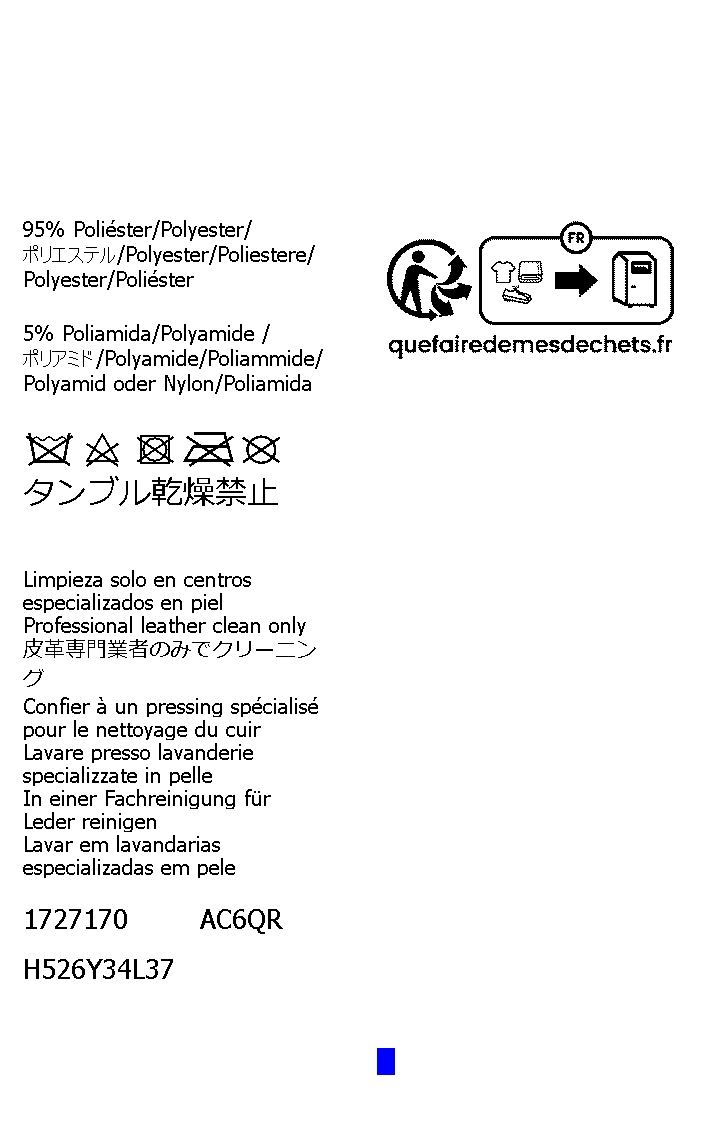 95% Poliéster/Polyester/
ポリエステル/Polyester/Poliestere/
Polyester/Poliéster
5% Poliamida/Polyamide /
ポリアミド/Polyamide/Poliammide/
Polyamid oder Nylon/Poliamida
タンブル乾燥禁止
Limpieza solo en centros
especializados en piel
Professional leather clean only
皮革専門業者のみでクリーニン
グ
Confier à un pressing spécialisé
pour le nettoyage du cuir
Lavare presso lavanderie
specializzate in pelle
In einer Fachreinigung für
Leder reinigen
Lavar em lavandarias
especializadas em pele
1727170 AC6QR
H526Y34L37
FR
quefairedemesdechets.fr